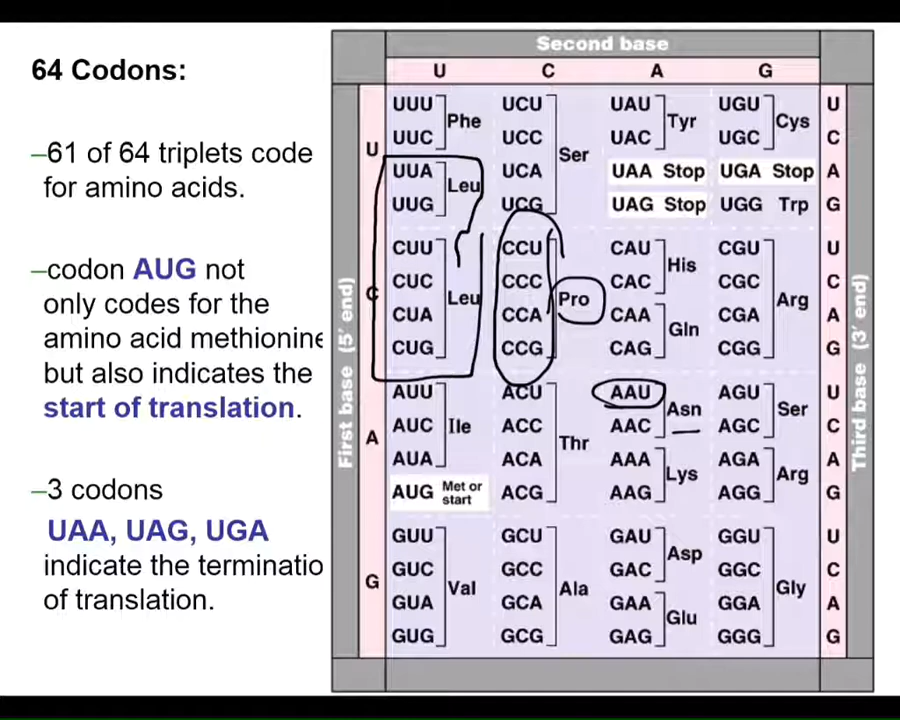 64 Codons:
–61 of 64 triplets code
for amino acids.
–codon AUG not
only codes for the
amino acid methionine
but also indicates the
start of translation.
–3 codons
UAA, UAG, UGA
indicate the terminatio
of translation.
Second base
U C A G
First base (5' end)
Third base (3' end)
U
UUU UCU UAU UGU U
Phe Tyr Cys
UUC UCC UAC UGC C
Ser
UUA UCA UAA Stop UGA Stop A
Leu
UUG UCG UAG Stop UGG Trp G
C
CUU CCU CAU CGU U
His
CUC CCC CAC CGC C
Leu Pro Arg
CUA CCA CAA CGA A
Gln
CUG CCG CAG CGG G
A
AUU ACU AAU AGU U
Asn Ser
AUC Ile ACC AAC AGC C
Thr
AUA ACA AAA AGA A
Lys Arg
AUG Met or start ACG AAG AGG G
G
GUU GCU GAU GGU U
Asp
GUC GCC GAC GGC C
Val Ala Gly
GUA GCA GAA GGA A
Glu
GUG GCG GAG GGG G